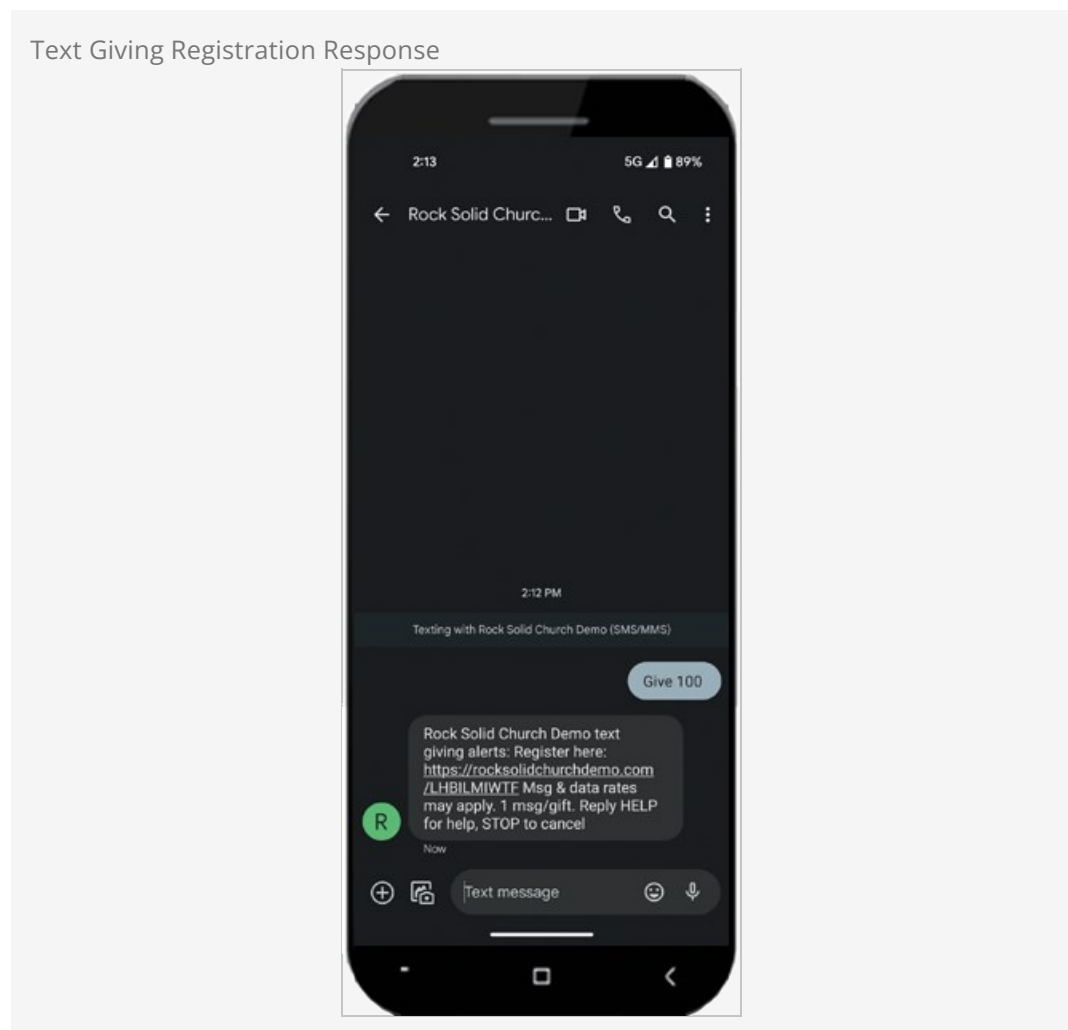 Text Giving Registration Response
2:13 5G 89%
Rock Solid Churc...
2:12 PM
Texting with Rock Solid Church Demo (SMS/MMS)
Give 100
Rock Solid Church Demo text
giving alerts: Register here:
https://rocksolidchurchdemo.com
/LHBILMIWTF Msg & data rates
may apply. 1 msg/gift. Reply HELP
for help, STOP to cancel
R
Now
Text message